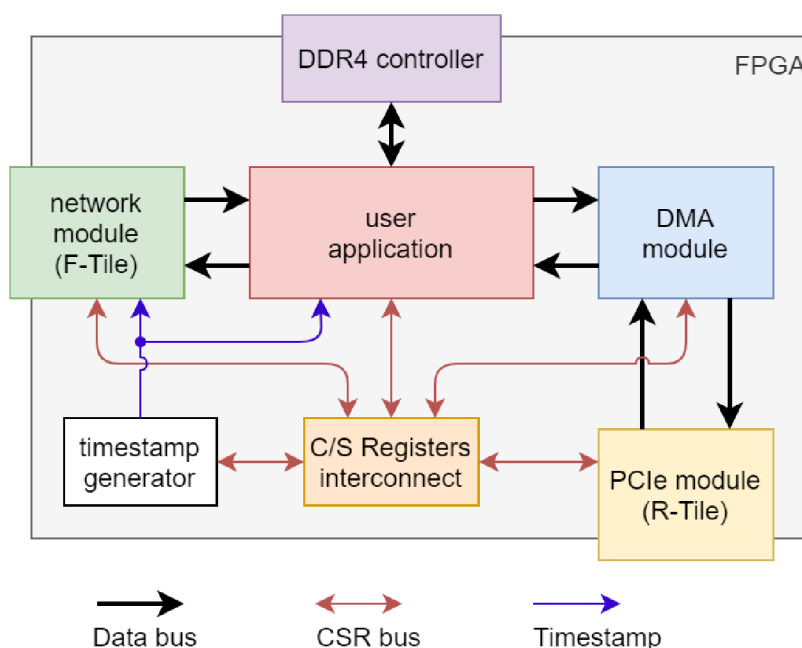 DDR4 controller
FPGA
network
module
(F-Tile)
user
application
DMA
module
timestamp
generator
C/S Registers
interconnect
PCIe module
(R-Tile)
Data bus
CSR bus
Timestamp